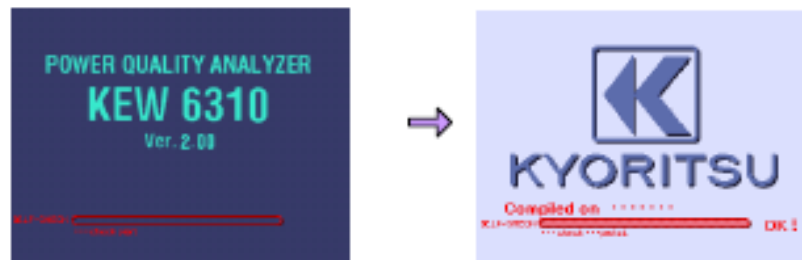 POWER QUALITY ANALYZER
KEW 6310
Ver. 2.00
KYORITSU
Compiled on
OK !